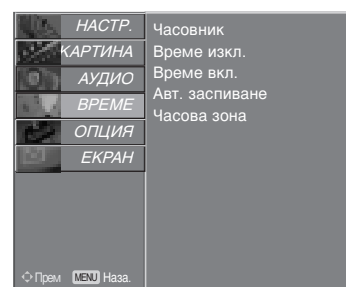 НАСТР.
КАРТИНА
АУДИО
ВРЕМЕ
ОПЦИЯ
ЕКРАН
Прем MENU Наза.
Часовник
Време изкл.
Време вкл.
Авт. заспиване
Часова зона